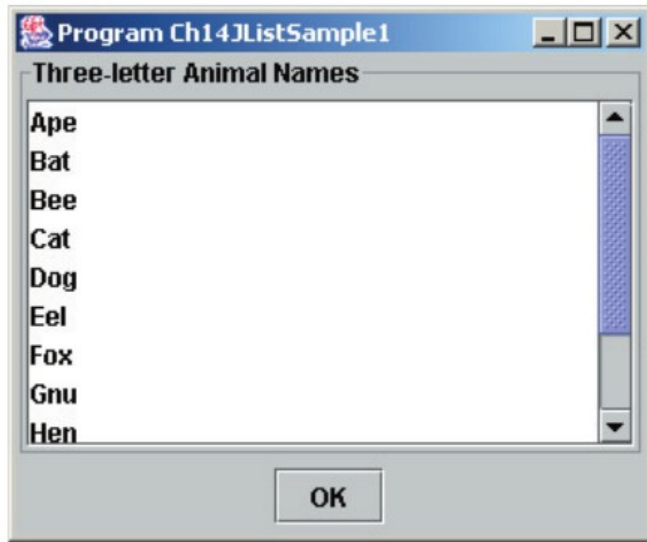 Program Ch14JListSample1
Three-letter Animal Names
Ape
Bat
Bee
Cat
Dog
Eel
Fox
Gnu
Hen
OK